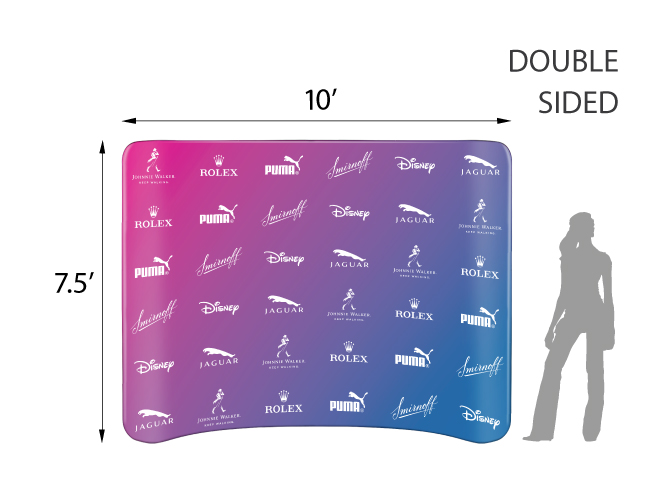 DOUBLE
SIDED
10’
7.5’
JOHNNIE WALKER. KEEP WALKING. ROLEX PUMA® Smirnoff Disney JAGUAR
ROLEX PUMA® Smirnoff Disney JAGUAR JOHNNIE WALKER. KEEP WALKING.
PUMA® Smirnoff Disney JAGUAR JOHNNIE WALKER. KEEP WALKING. ROLEX
Smirnoff Disney JAGUAR JOHNNIE WALKER. KEEP WALKING. ROLEX PUMA®
Disney JAGUAR JOHNNIE WALKER. KEEP WALKING. ROLEX PUMA® Smirnoff
JAGUAR JOHNNIE WALKER. KEEP WALKING. ROLEX PUMA® Smirnoff Disney